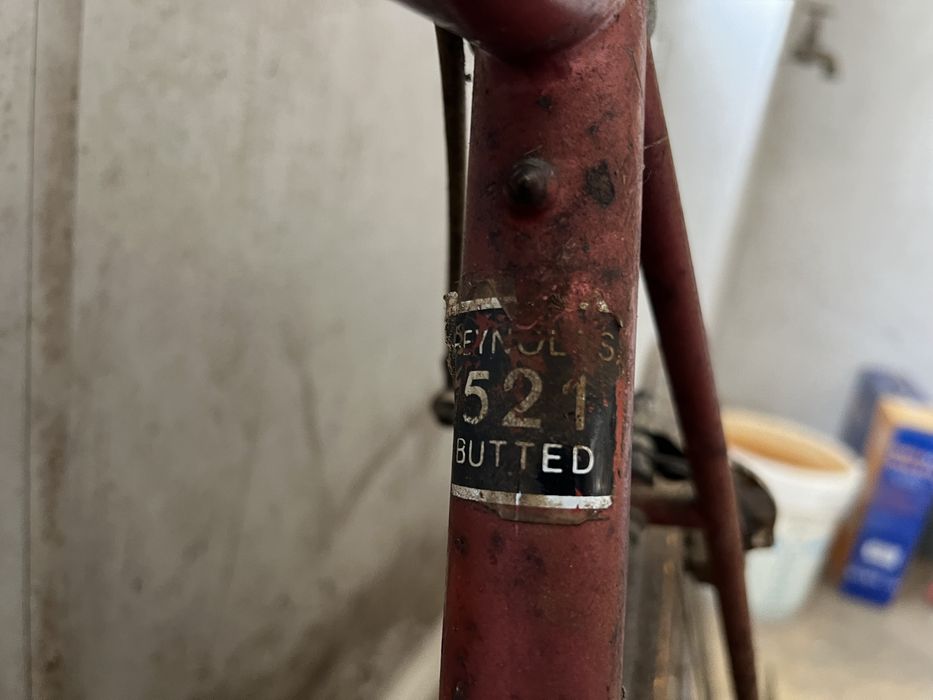 REYNOLDS
521
BUTTED